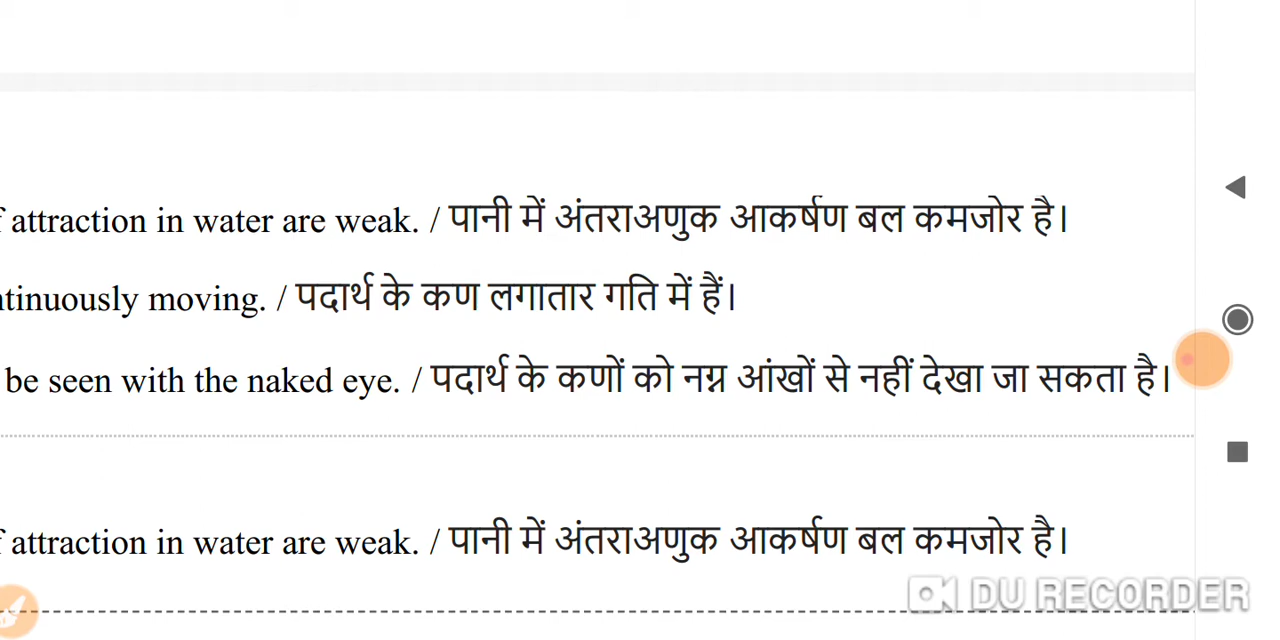 attraction in water are weak. / पानी में अंतराअणुक आकर्षण बल कमजोर है।
ntinuously moving. / पदार्थ के कण लगातार गति में हैं।
be seen with the naked eye. / पदार्थ के कणों को नग्न आंखों से नहीं देखा जा सकता है।
attraction in water are weak. / पानी में अंतराअणुक आकर्षण बल कमजोर है।
DU RECORDER